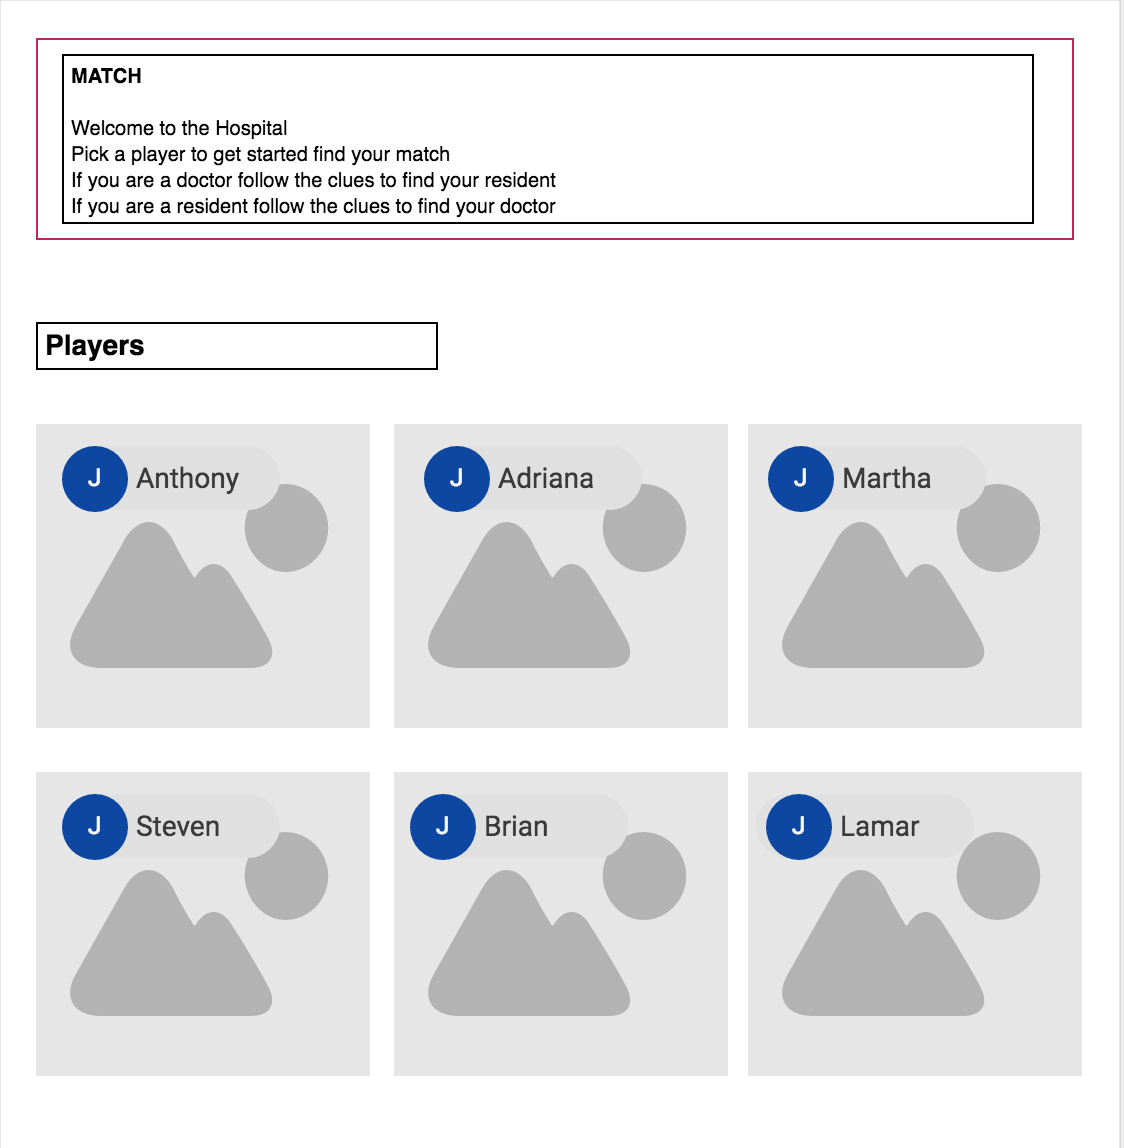 MATCH
Welcome to the Hospital
Pick a player to get started find your match
If you are a doctor follow the clues to find your resident
If you are a resident follow the clues to find your doctor
Players
J Anthony
J Adriana
J Martha
J Steven
J Brian
J Lamar